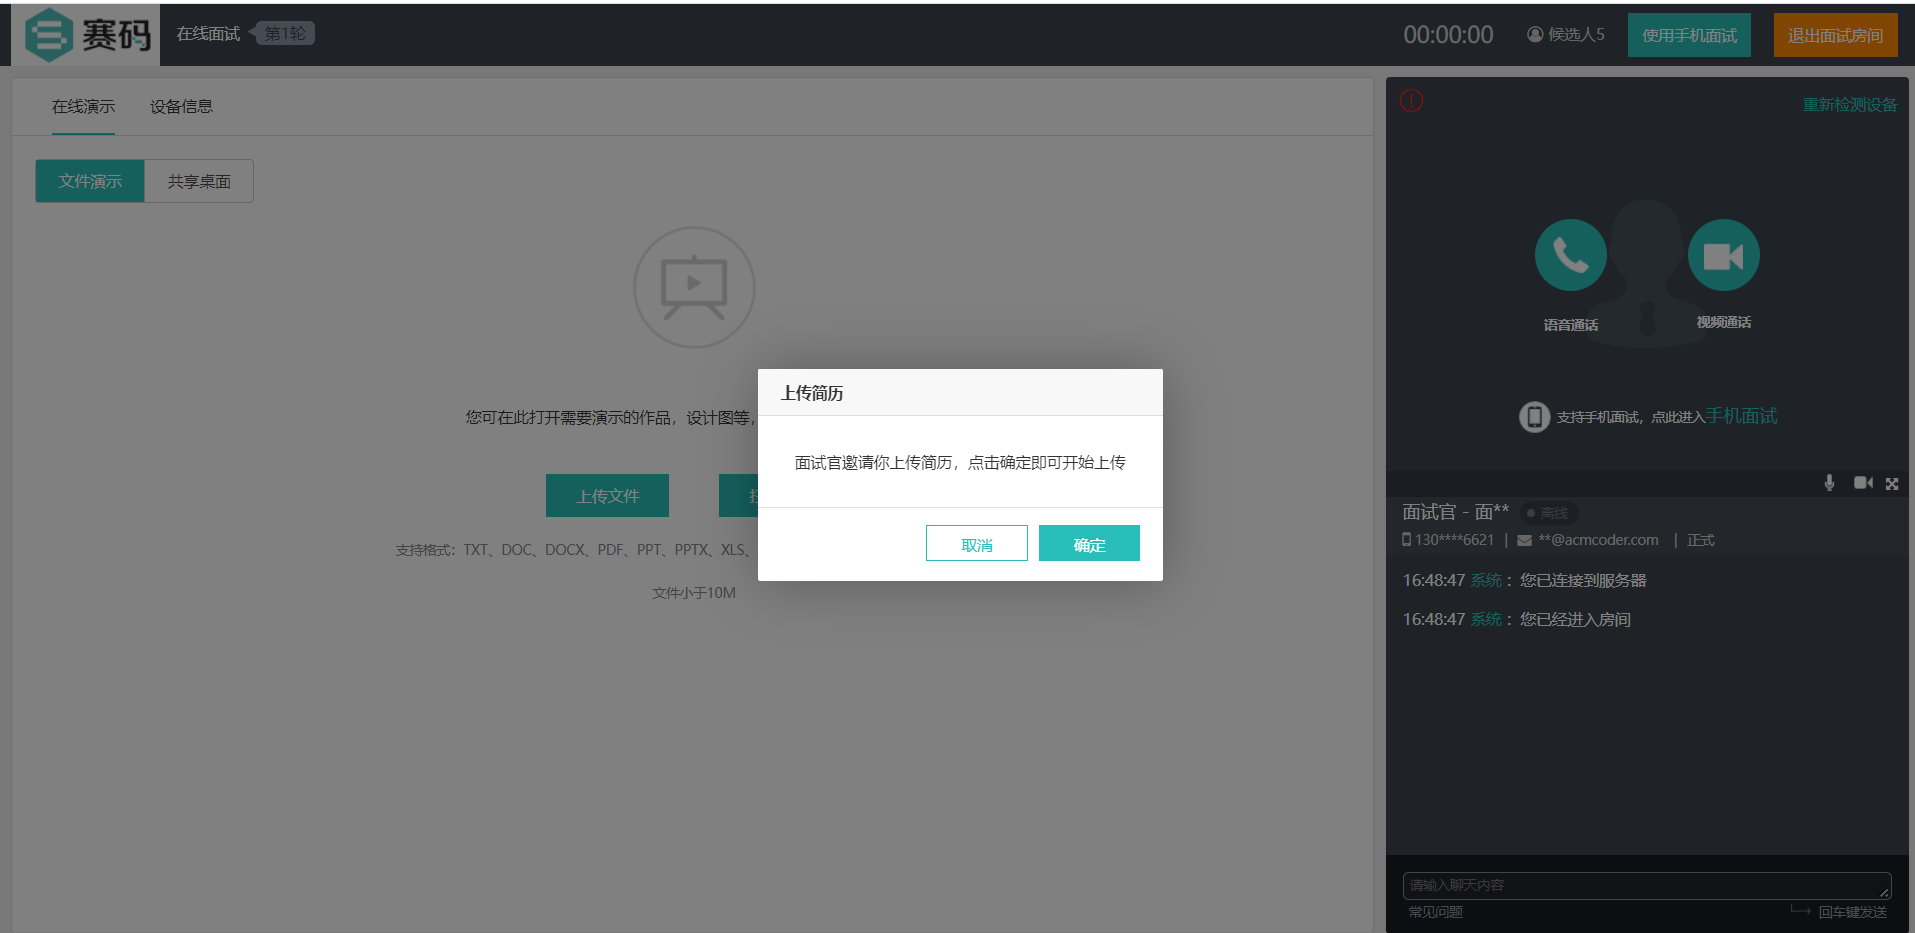 赛码
在线面试 第1轮
00:00:00 候选人5 使用手机面试 退出面试房间
在线演示 设备信息
文件演示 共享桌面
您可在此打开需要演示的作品，设计图等，
上传文件
支持格式：TXT、DOC、DOCX、PDF、PPT、PPTX、XLS、
文件小于10M
上传简历
面试官邀请你上传简历，点击确定即可开始上传
取消 确定
重新检测设备
语音通话 视频通话
支持手机面试，点此进入手机面试
面试官 - 面** 离线
130****6621 | **@acmcoder.com | 正式
16:48:47 系统： 您已连接到服务器
16:48:47 系统： 您已经进入房间
请输入聊天内容
常见问题 回车键发送